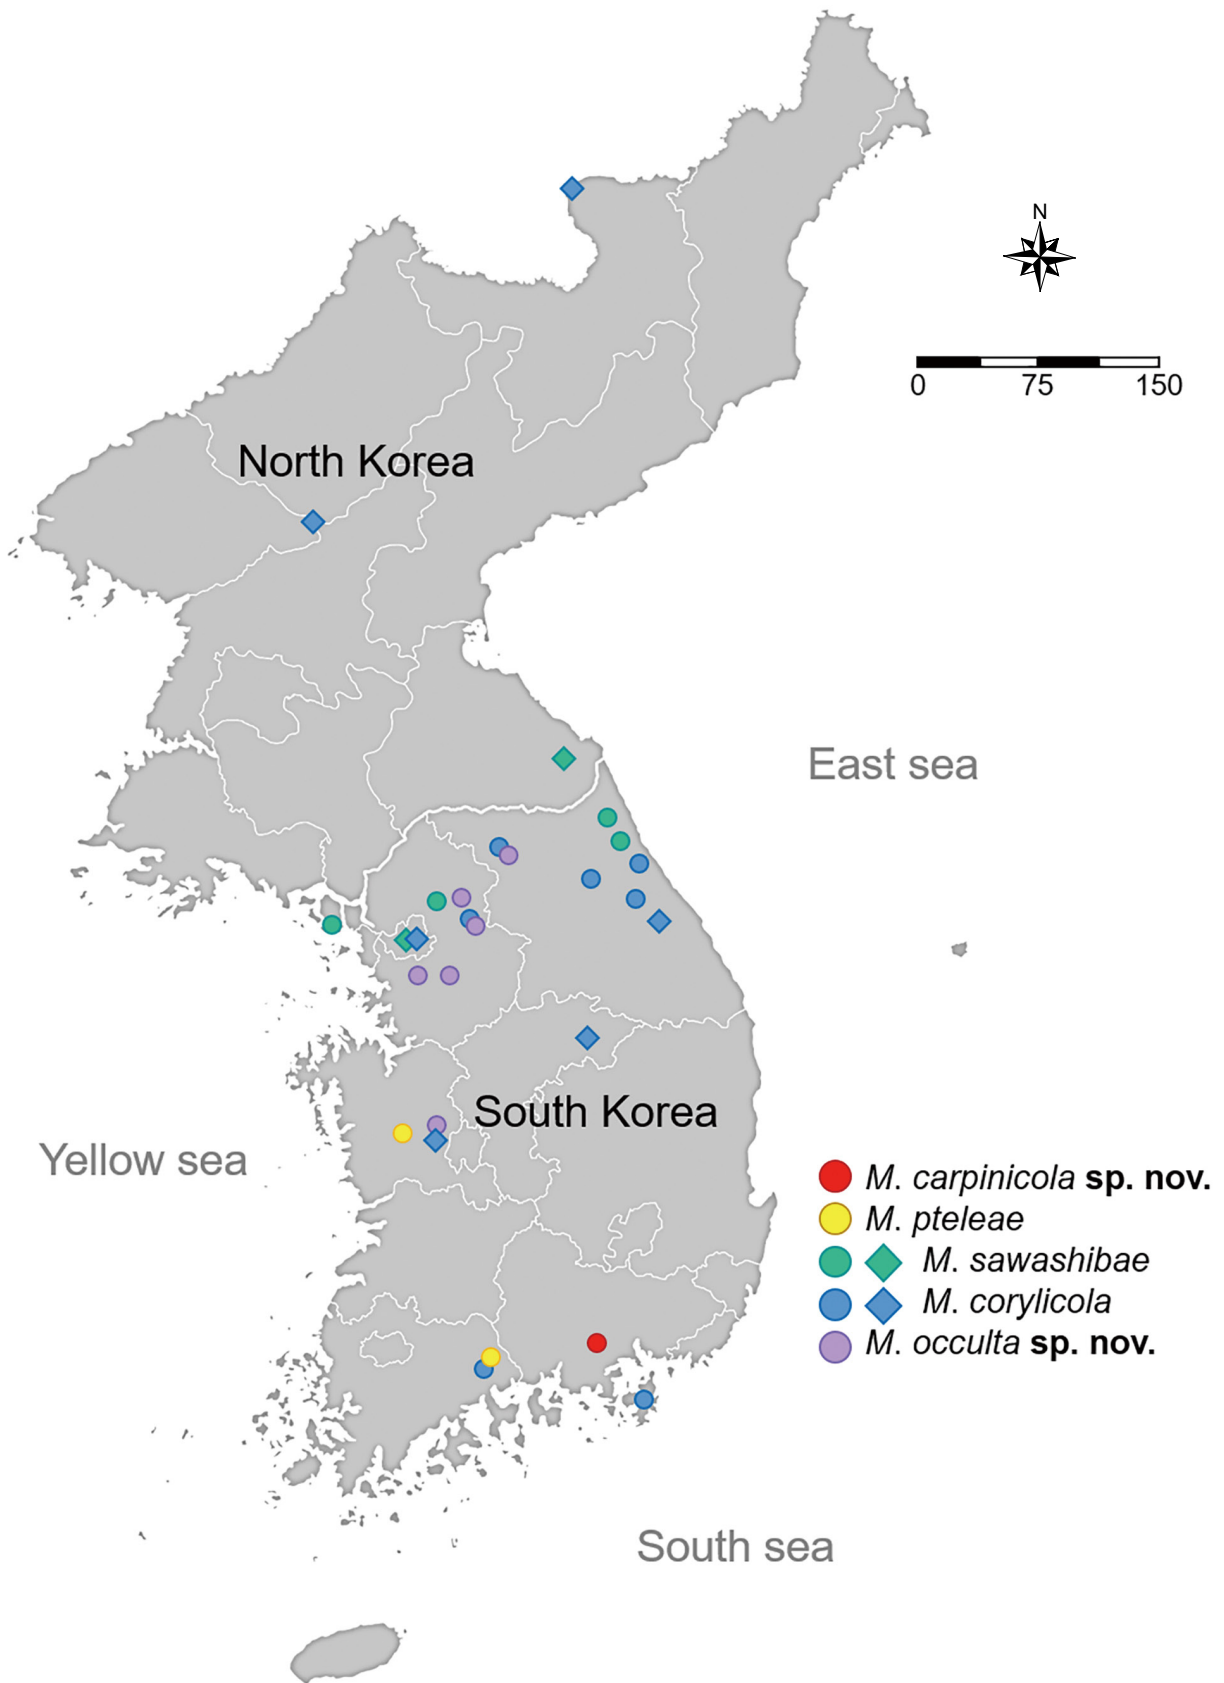 N
0 75 150
North Korea
East sea
South Korea
Yellow sea
M. carpinicola sp. nov.
M. pteleae
M. sawashibae
M. corylicola
M. occulta sp. nov.
South sea